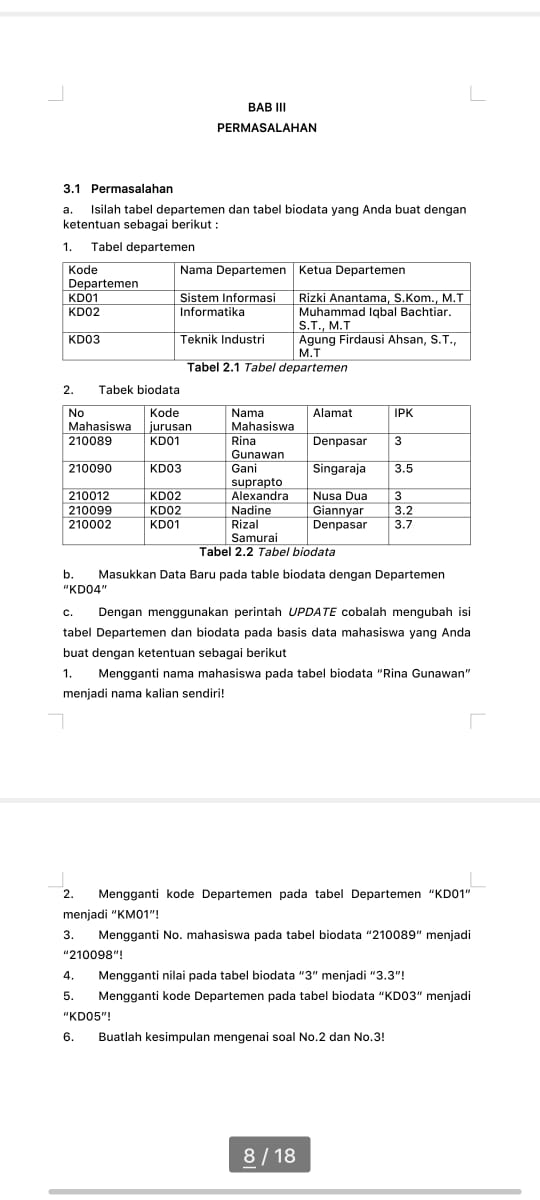 BAB III
PERMASALAHAN
3.1 Permasalahan
a. Isilah tabel departemen dan tabel biodata yang Anda buat dengan
ketentuan sebagai berikut :
1. Tabel departemen
Kode Departemen Nama Departemen Ketua Departemen
KD01 Sistem Informasi Rizki Anantama, S.Kom., M.T
KD02 Informatika Muhammad Iqbal Bachtiar. S.T., M.T
KD03 Teknik Industri Agung Firdausi Ahsan, S.T., M.T
Tabel 2.1 Tabel departemen
2. Tabek biodata
No Mahasiswa Kode jurusan Nama Mahasiswa Alamat IPK
210089 KD01 Rina Gunawan Denpasar 3
210090 KD03 Gani suprapto Singaraja 3.5
210012 KD02 Alexandra Nusa Dua 3
210099 KD02 Nadine Giannyar 3.2
210002 KD01 Rizal Samurai Denpasar 3.7
Tabel 2.2 Tabel biodata
b. Masukkan Data Baru pada table biodata dengan Departemen
“KD04”
c. Dengan menggunakan perintah UPDATE cobalah mengubah isi
tabel Departemen dan biodata pada basis data mahasiswa yang Anda
buat dengan ketentuan sebagai berikut
1. Mengganti nama mahasiswa pada tabel biodata “Rina Gunawan”
menjadi nama kalian sendiri!
2. Mengganti kode Departemen pada tabel Departemen “KD01”
menjadi “KM01”!
3. Mengganti No. mahasiswa pada tabel biodata “210089” menjadi
“210098”!
4. Mengganti nilai pada tabel biodata “3” menjadi “3.3”!
5. Mengganti kode Departemen pada tabel biodata “KD03” menjadi
“KD05”!
6. Buatlah kesimpulan mengenai soal No.2 dan No.3!
8 / 18